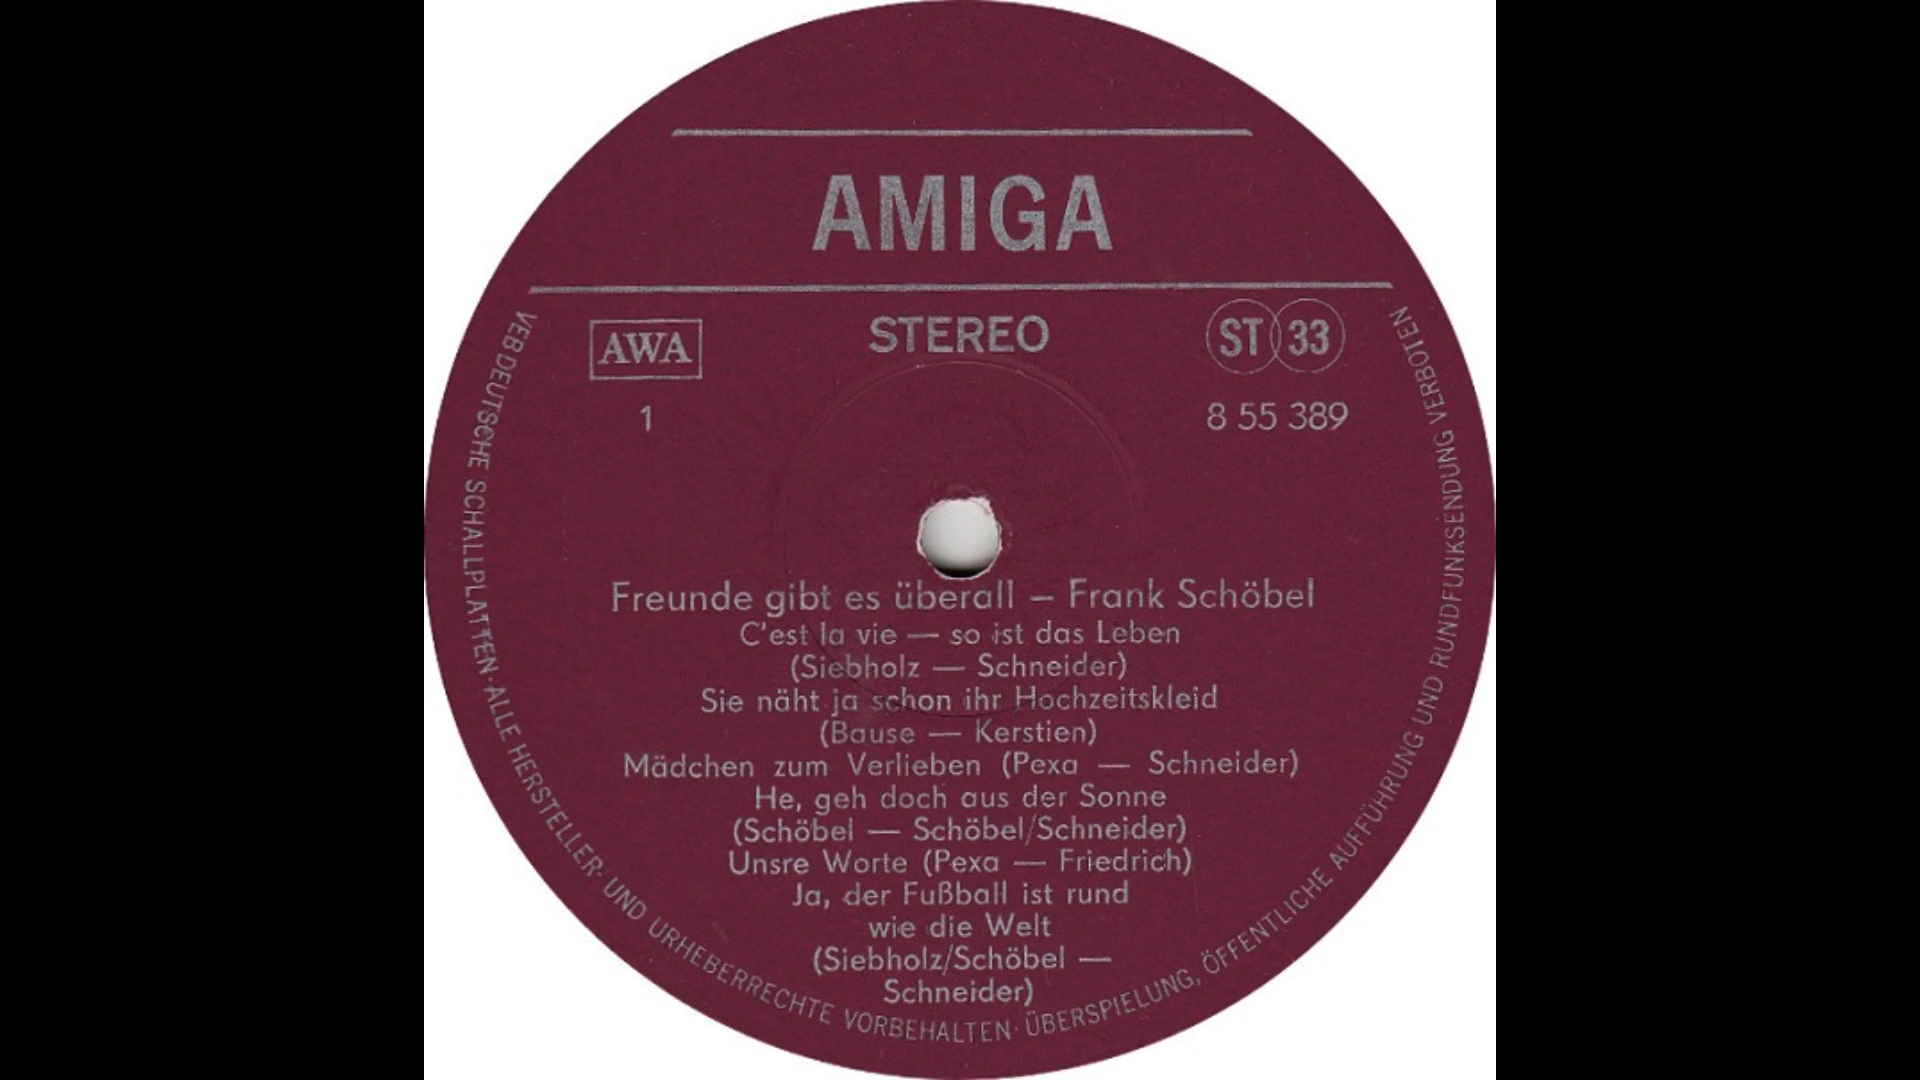 AMIGA
AWA
STEREO
ST 33
1
8 55 389
Freunde gibt es überall – Frank Schöbel
C'est la vie — so ist das Leben
(Siebholz — Schneider)
Sie näht ja schon ihr Hochzeitskleid
(Bause — Kerstien)
Mädchen zum Verlieben (Pexa — Schneider)
He, geh doch aus der Sonne
(Schöbel — Schöbel/Schneider)
Unsre Worte (Pexa — Friedrich)
Ja, der Fußball ist rund
wie die Welt
(Siebholz/Schöbel —
Schneider)
VEB DEUTSCHE SCHALLPLATTEN · ALLE HERSTELLER- UND URHEBERRECHTE VORBEHALTEN · ÜBERSPIELUNG, ÖFFENTLICHE AUFFÜHRUNG UND RUNDFUNKSENDUNG VERBOTEN